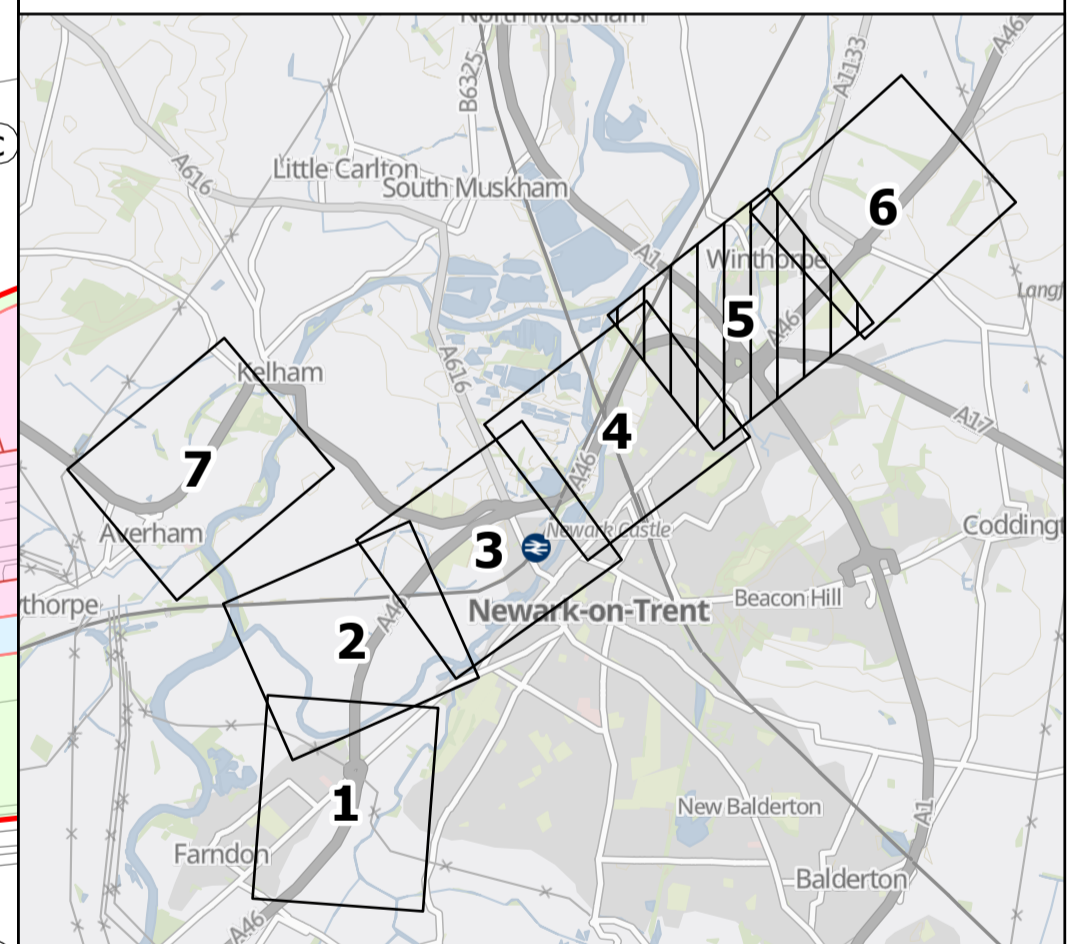 North Muskham
A46
B6325
A1133
C
A616
Little Carlton
South Muskham
6
A1
Winthorpe
Langf
5
A46
Kelham
A616
A17
4
7
A46
Averham
Newark Castle
Coddingt
3
thorpe
A46
Newark-on-Trent
Beacon Hill
2
1
New Balderton
A1
Farndon
Balderton
A46